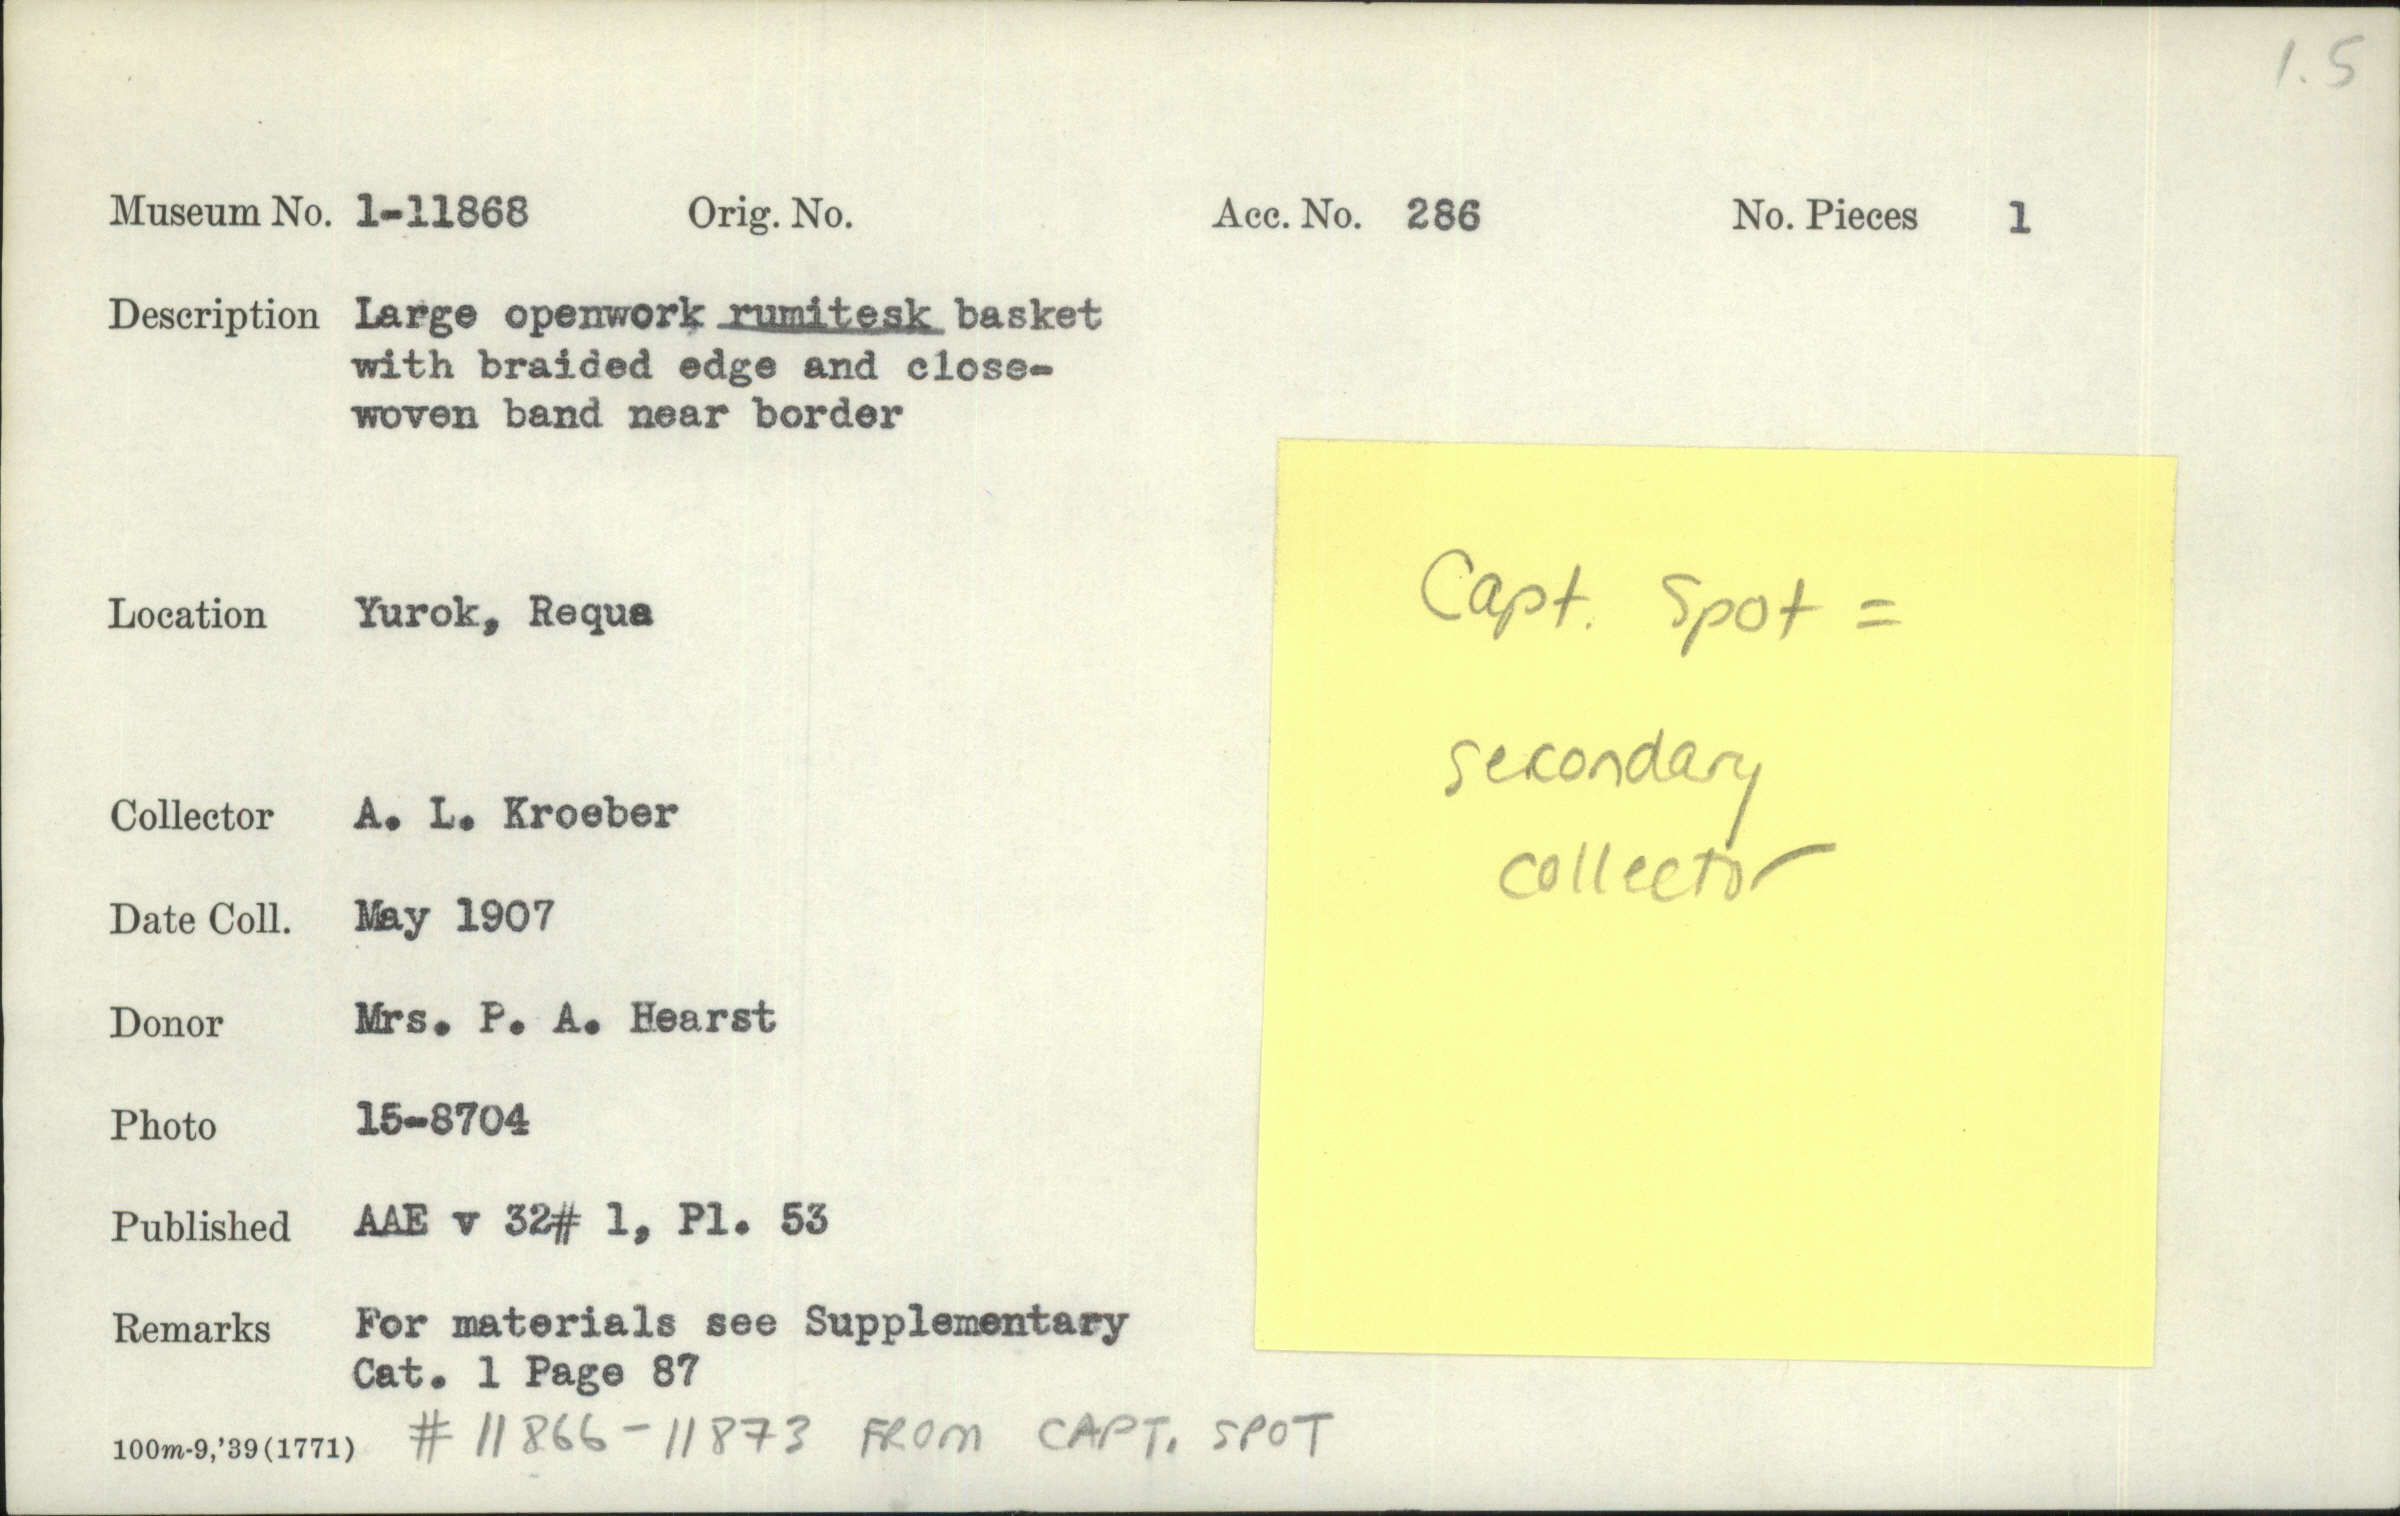 1.5
Museum No. 1-11868 Orig. No. Acc. No. 286 No. Pieces 1
Description Large openwork rumitesk basket
with braided edge and close-
woven band near border
Location Yurok, Requa
Collector A. L. Kroeber
Date Coll. May 1907
Donor Mrs. P. A. Hearst
Photo 15-8704
Published AAE v 32# 1, Pl. 53
Remarks For materials see Supplementary
Cat. 1 Page 87
100m-9,'39(1771) # 11866-11873 FROM CAPT. SPOT
Capt. Spot =
secondary
collector